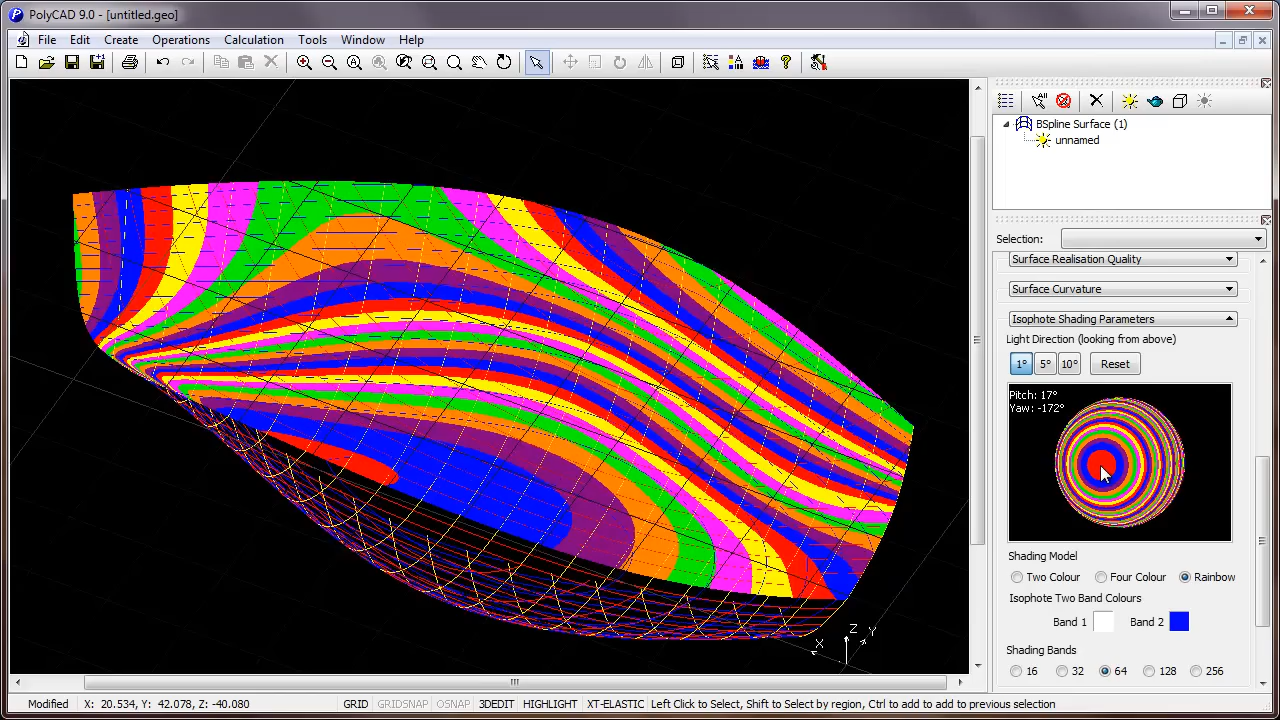 PolyCAD 9.0 - [untitled.geo]
File Edit Create Operations Calculation Tools Window Help
All
BSpline Surface (1)
unnamed
Selection:
Surface Realisation Quality
Surface Curvature
Isophote Shading Parameters
Light Direction (looking from above)
1° 5° 10° Reset
Pitch: 17°
Yaw: -172°
Shading Model
Two Colour Four Colour Rainbow
Isophote Two Band Colours
Band 1 Band 2
Shading Bands
16 32 64 128 256
Z
Y
X
Modified X: 20.534, Y: 42.078, Z: -40.080 GRID GRIDSNAP OSNAP 3DEDIT HIGHLIGHT XT-ELASTIC Left Click to Select, Shift to Select by region, Ctrl to add to add to previous selection